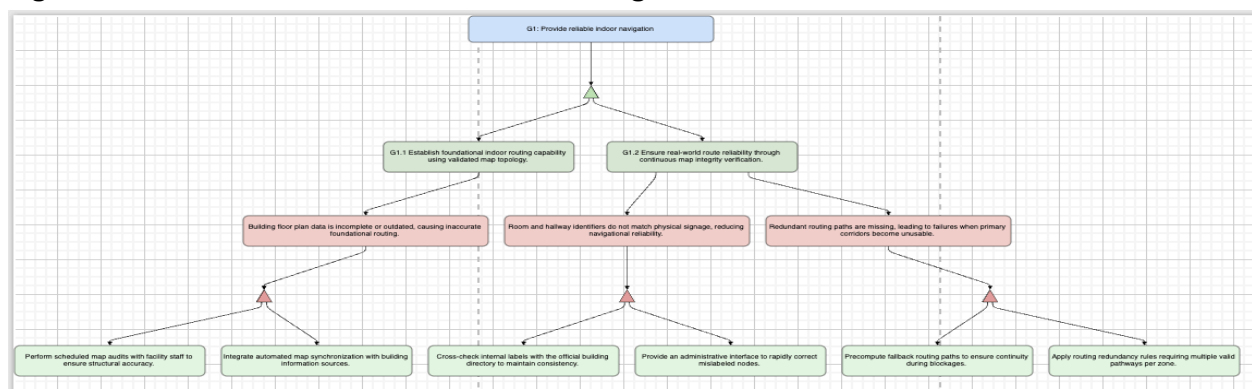 G1: Provide reliable indoor navigation
G1.1 Establish foundational indoor routing capability
using validated map topology.
G1.2 Ensure real-world route reliability through
continuous map integrity verification.
Building floor plan data is incomplete or outdated, causing inaccurate
foundational routing.
Room and hallway identifiers do not match physical signage, reducing
navigational reliability.
Redundant routing paths are missing, leading to failures when primary
corridors become unusable.
Perform scheduled map audits with facility staff to
ensure structural accuracy.
Integrate automated map synchronization with building
information sources.
Cross-check internal labels with the official building
directory to maintain consistency.
Provide an administrative interface to rapidly correct
mislabeled nodes.
Precompute fallback routing paths to ensure continuity
during blockages.
Apply routing redundancy rules requiring multiple valid
pathways per zone.